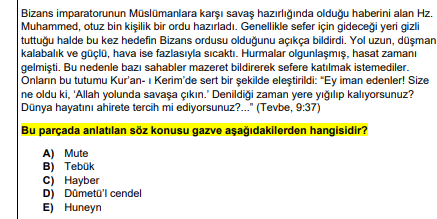 Bizans imparatorunun Müslümanlara karşı savaş hazırlığında olduğu haberini alan Hz.
Muhammed, otuz bin kişilik bir ordu hazırladı. Genellikle sefer için gideceği yeri gizli
tuttuğu halde bu kez hedefin Bizans ordusu olduğunu açıkça bildirdi. Yol uzun, düşman
kalabalık ve güçlü, hava ise fazlasıyla sıcaktı. Hurmalar olgunlaşmış, hasat zamanı
gelmişti. Bu nedenle bazı sahabler mazeret bildirerek sefere katılmak istemediler.
Onların bu tutumu Kur’an- ı Kerim’de sert bir şekilde eleştirildi: “Ey iman edenler! Size
ne oldu ki, ‘Allah yolunda savaşa çıkın.’ Denildiği zaman yere yığılıp kalıyorsunuz?
Dünya hayatını ahirete tercih mi ediyorsunuz?...” (Tevbe, 9:37)
Bu parçada anlatılan söz konusu gazve aşağıdakilerden hangisidir?
A) Mute
B) Tebük
C) Hayber
D) Dûmetü’l cendel
E) Huneyn